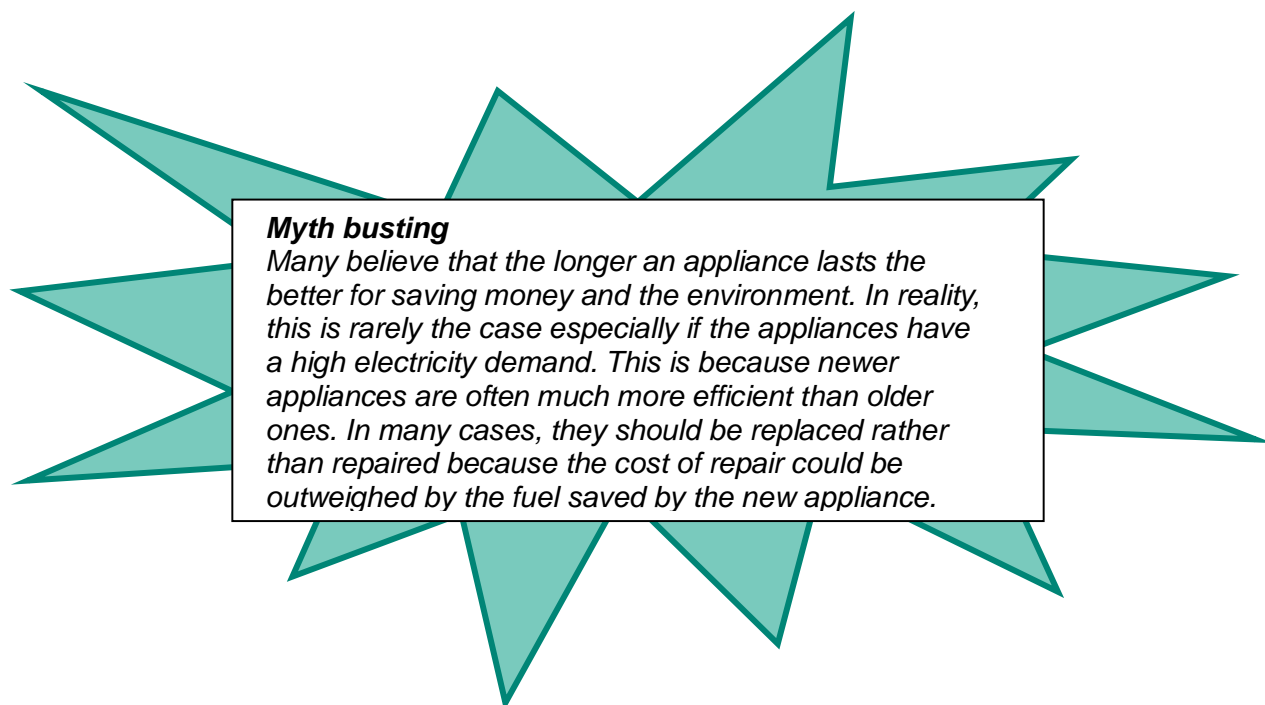 Myth busting
Many believe that the longer an appliance lasts the
better for saving money and the environment. In reality,
this is rarely the case especially if the appliances have
a high electricity demand. This is because newer
appliances are often much more efficient than older
ones. In many cases, they should be replaced rather
than repaired because the cost of repair could be
outweighed by the fuel saved by the new appliance.